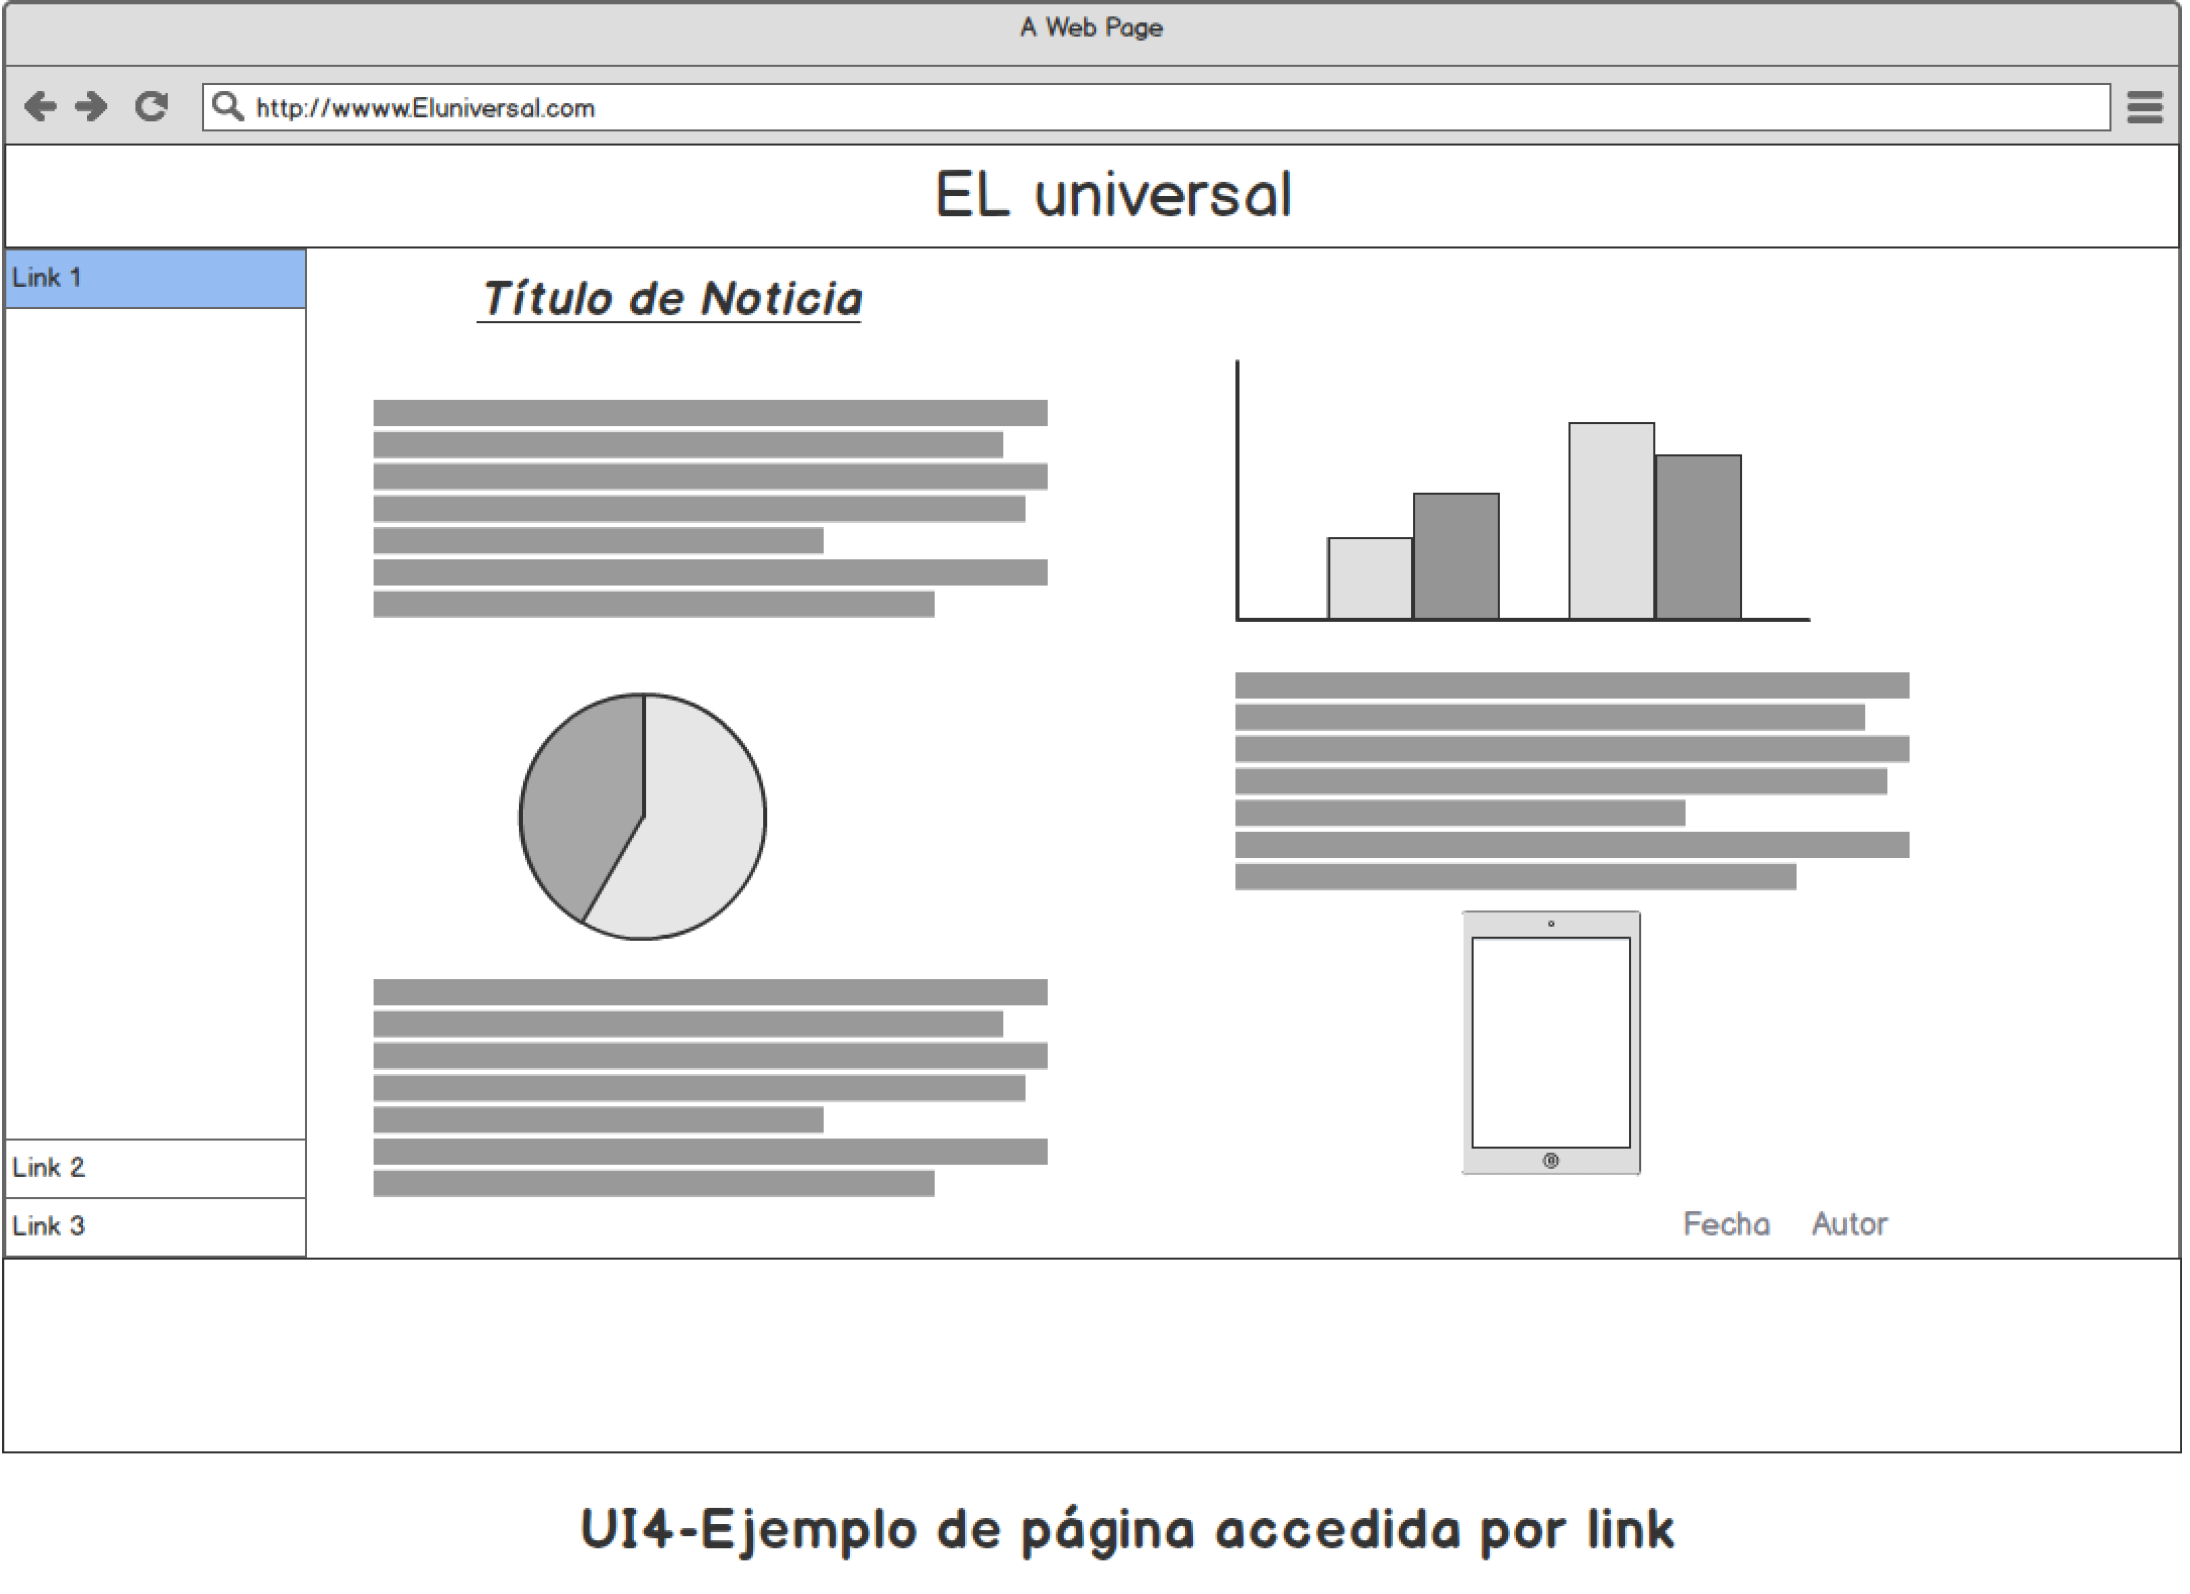 A Web Page
http://wwww.Eluniversal.com
EL universal
Link 1
Título de Noticia
Link 2
Link 3
Fecha Autor
UI4-Ejemplo de página accedida por link